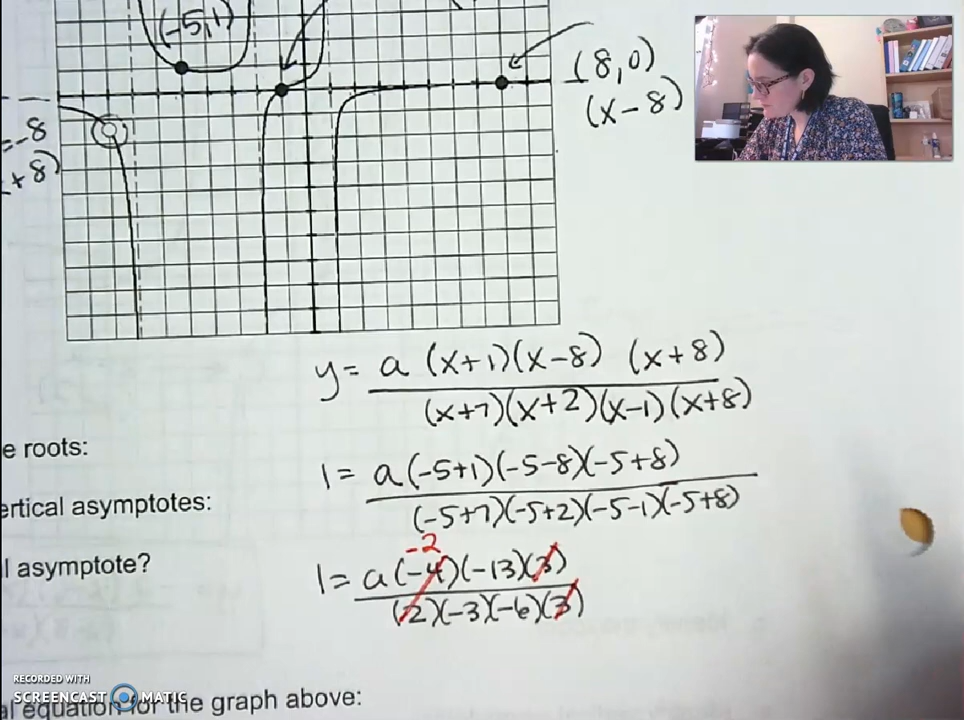 (-5,1)
(8,0)
(x-8)
=-8
+8)
y= a (x+1)(x-8) (x+8)
(x+7)(x+2)(x-1)(x+8)
e roots:
1= a(-5+1)(-5-8)(-5+8)
ertical asymptotes:
(-5+7)(-5+2)(-5-1)(-5+8)
-2
l asymptote?
1= a(-4)(-13)(3)
(2)(-3)(-6)(3)
RECORDED WITH
SCREENCAST MATIC
al equation for the graph above: